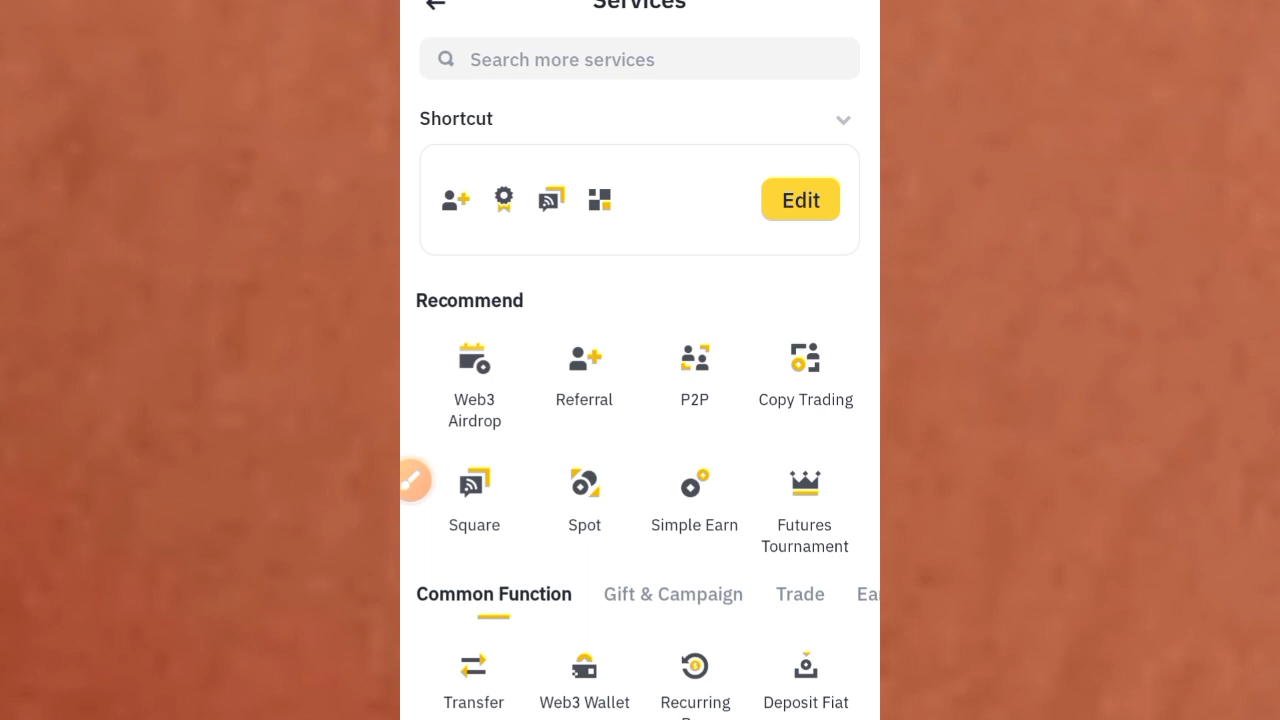 Services
Search more services
Shortcut
Edit
Recommend
Web3
Airdrop
Referral
P2P
Copy Trading
Square
Spot
Simple Earn
Futures
Tournament
Common Function
Gift & Campaign
Trade
Ear
Transfer
Web3 Wallet
Recurring
Deposit Fiat